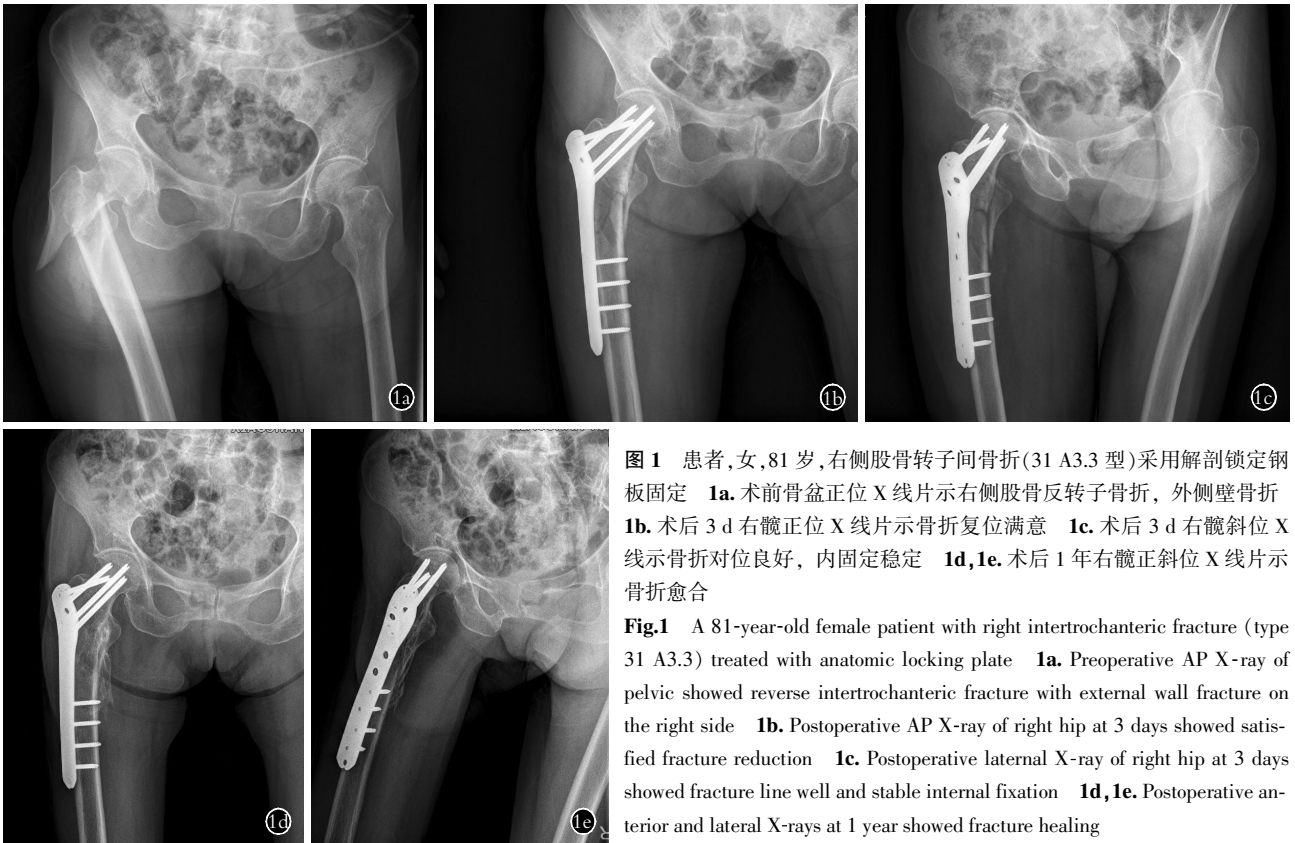 1a
1b
1c
1d
1e
图 1 患者,女,81 岁,右侧股骨转子间骨折(31 A3.3 型)采用解剖锁定钢
板固定 1a. 术前骨盆正位 X 线片示右侧股骨反转子骨折，外侧壁骨折
1b. 术后 3 d 右髋正位 X 线片示骨折复位满意 1c. 术后 3 d 右髋斜位 X
线示骨折对位良好，内固定稳定 1d,1e. 术后 1 年右髋正斜位 X 线片示
骨折愈合
Fig.1 A 81-year-old female patient with right intertrochanteric fracture (type
31 A3.3) treated with anatomic locking plate 1a. Preoperative AP X-ray of
pelvic showed reverse intertrochanteric fracture with external wall fracture on
the right side 1b. Postoperative AP X-ray of right hip at 3 days showed satis-
fied fracture reduction 1c. Postoperative laternal X-ray of right hip at 3 days
showed fracture line well and stable internal fixation 1d,1e. Postoperative an-
terior and lateral X-rays at 1 year showed fracture healing